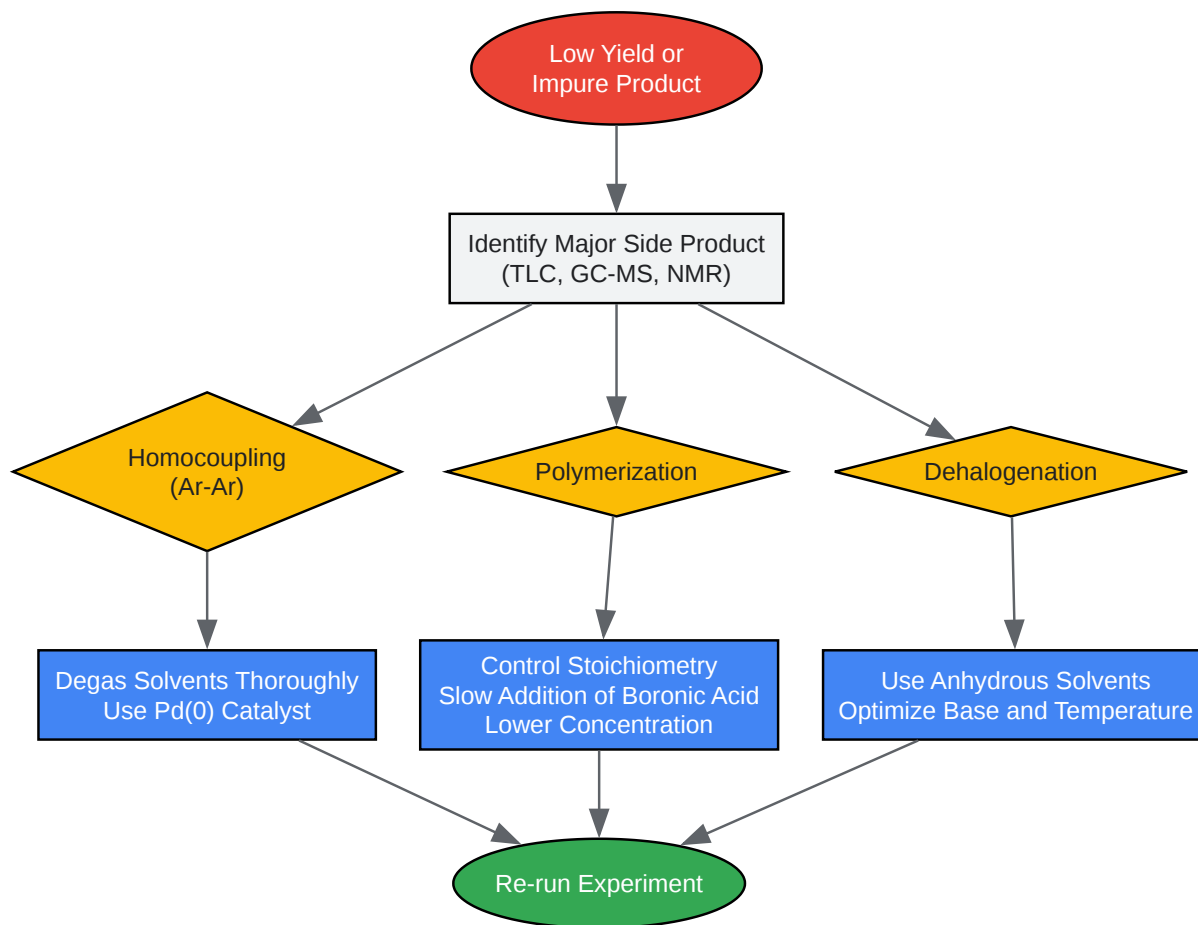 Low Yield or
Impure Product
Identify Major Side Product
(TLC, GC-MS, NMR)
Homocoupling
(Ar-Ar)
Polymerization
Dehalogenation
Degas Solvents Thoroughly
Use Pd(0) Catalyst
Control Stoichiometry
Slow Addition of Boronic Acid
Lower Concentration
Use Anhydrous Solvents
Optimize Base and Temperature
Re-run Experiment